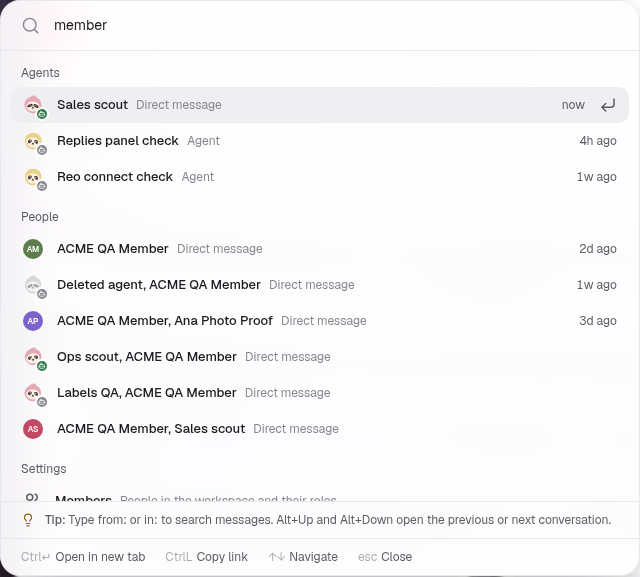 member
Agents
Sales scout Direct message now
Replies panel check Agent 4h ago
Reo connect check Agent 1w ago
People
AM ACME QA Member Direct message 2d ago
Deleted agent, ACME QA Member Direct message 1w ago
AP ACME QA Member, Ana Photo Proof Direct message 3d ago
Ops scout, ACME QA Member Direct message
Labels QA, ACME QA Member Direct message
AS ACME QA Member, Sales scout Direct message
Settings
Members People in the workspace and their roles
Tip: Type from: or in: to search messages. Alt+Up and Alt+Down open the previous or next conversation.
Ctrl↵ Open in new tab CtrlL Copy link ↑↓ Navigate esc Close